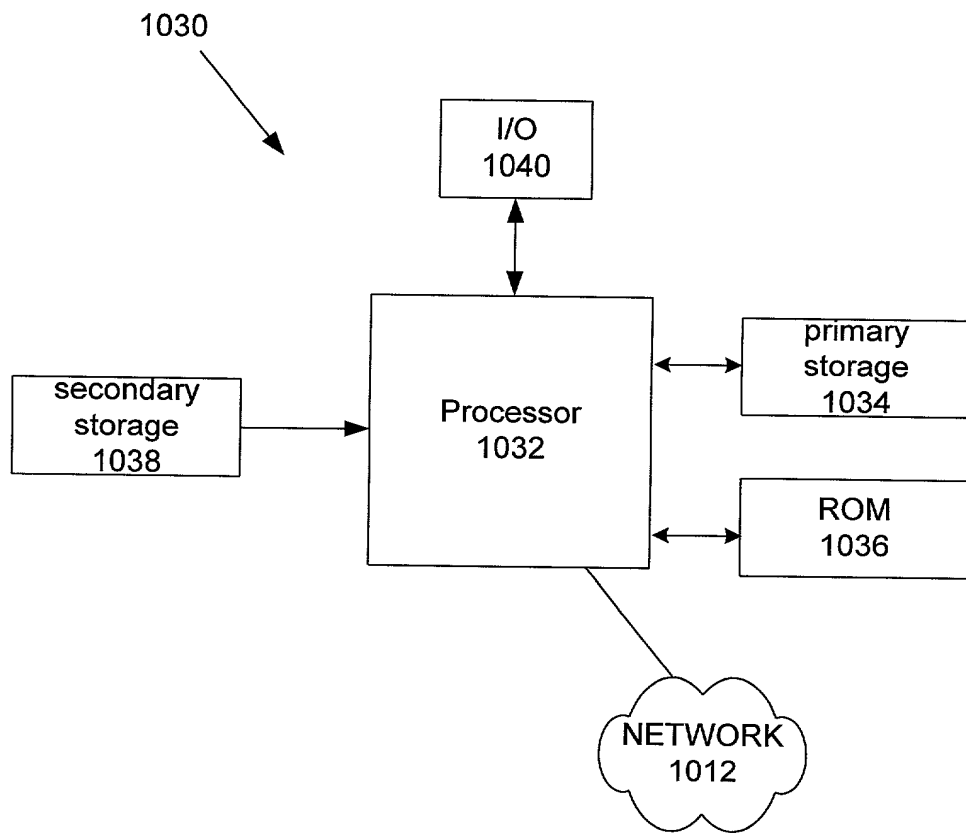 1030
I/O
1040
primary
storage
1034
secondary
storage
1038
Processor
1032
ROM
1036
NETWORK
1012